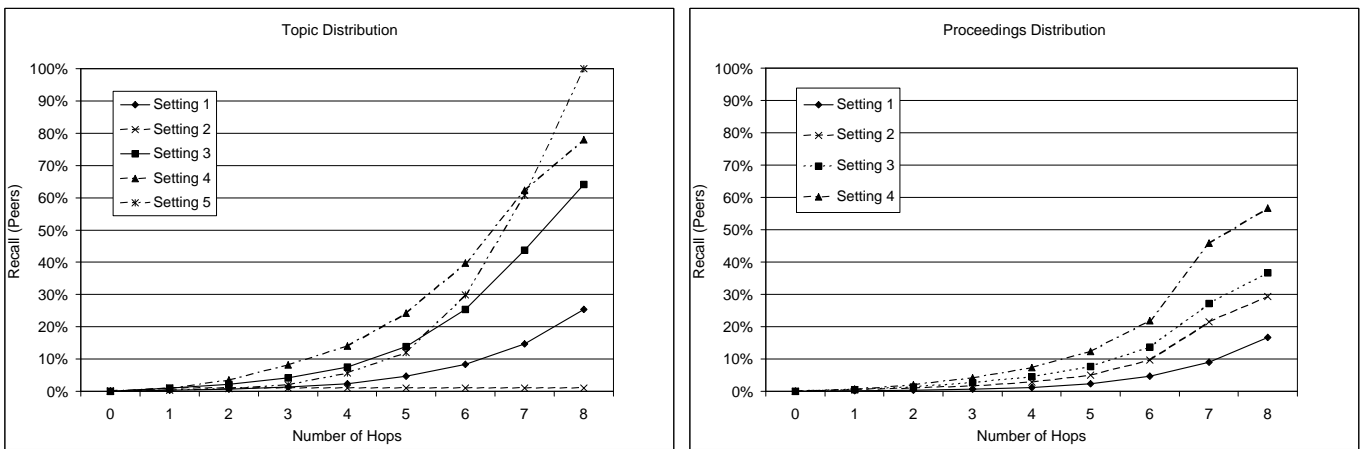 Topic Distribution
100%
90%
80%
70%
60%
50%
40%
30%
20%
10%
0%
Recall (Peers)
Setting 1
Setting 2
Setting 3
Setting 4
Setting 5
0 1 2 3 4 5 6 7 8
Number of Hops
Proceedings Distribution
100%
90%
80%
70%
60%
50%
40%
30%
20%
10%
0%
Recall (Peers)
Setting 1
Setting 2
Setting 3
Setting 4
0 1 2 3 4 5 6 7 8
Number of Hops